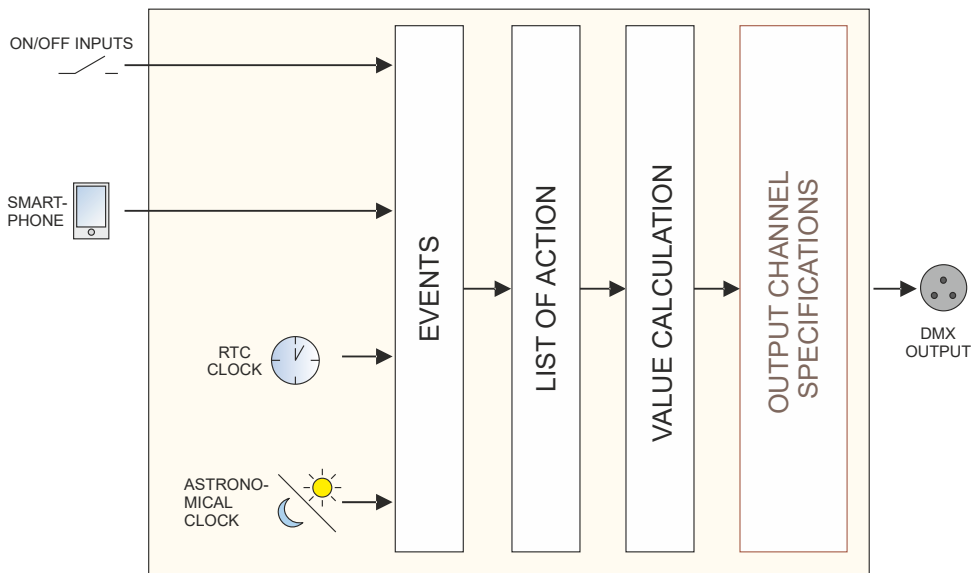 ON/OFF INPUTS
SMART-
PHONE
RTC
CLOCK
ASTRONO-
MICAL
CLOCK
EVENTS
LIST OF ACTION
VALUE CALCULATION
OUTPUT CHANNEL
SPECIFICATIONS
DMX
OUTPUT